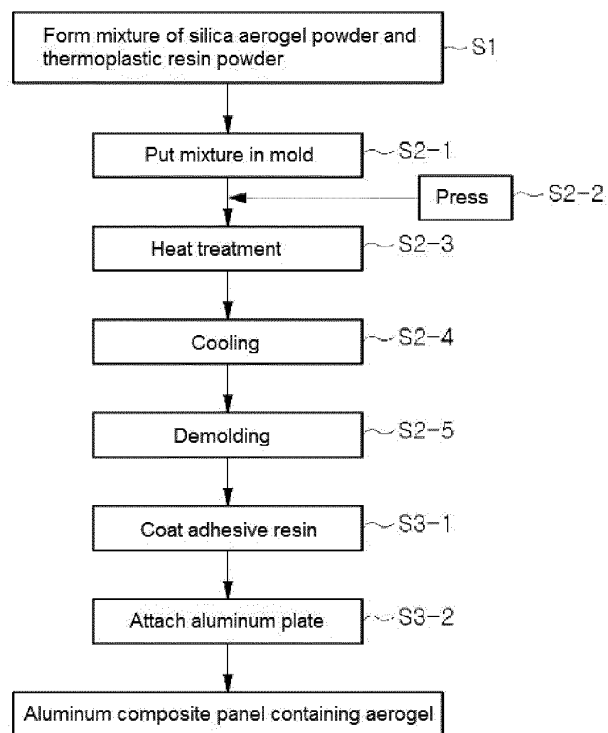 Form mixture of silica aerogel powder and
thermoplastic resin powder
S1
Put mixture in mold
S2-1
Press
S2-2
Heat treatment
S2-3
Cooling
S2-4
Demolding
S2-5
Coat adhesive resin
S3-1
Attach aluminum plate
S3-2
Aluminum composite panel containing aerogel